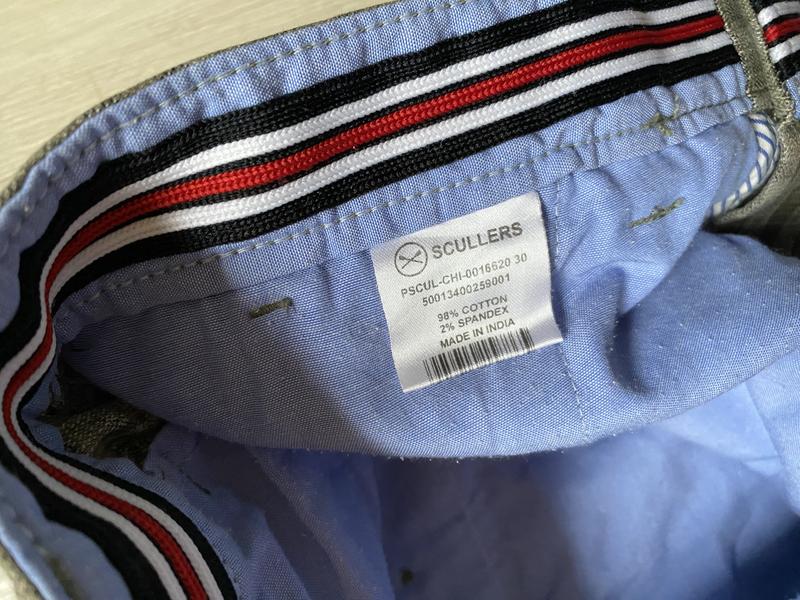 SCULLERS
PSCUL-CHI-0016620 30
50013400259001
98% COTTON
2% SPANDEX
MADE IN INDIA